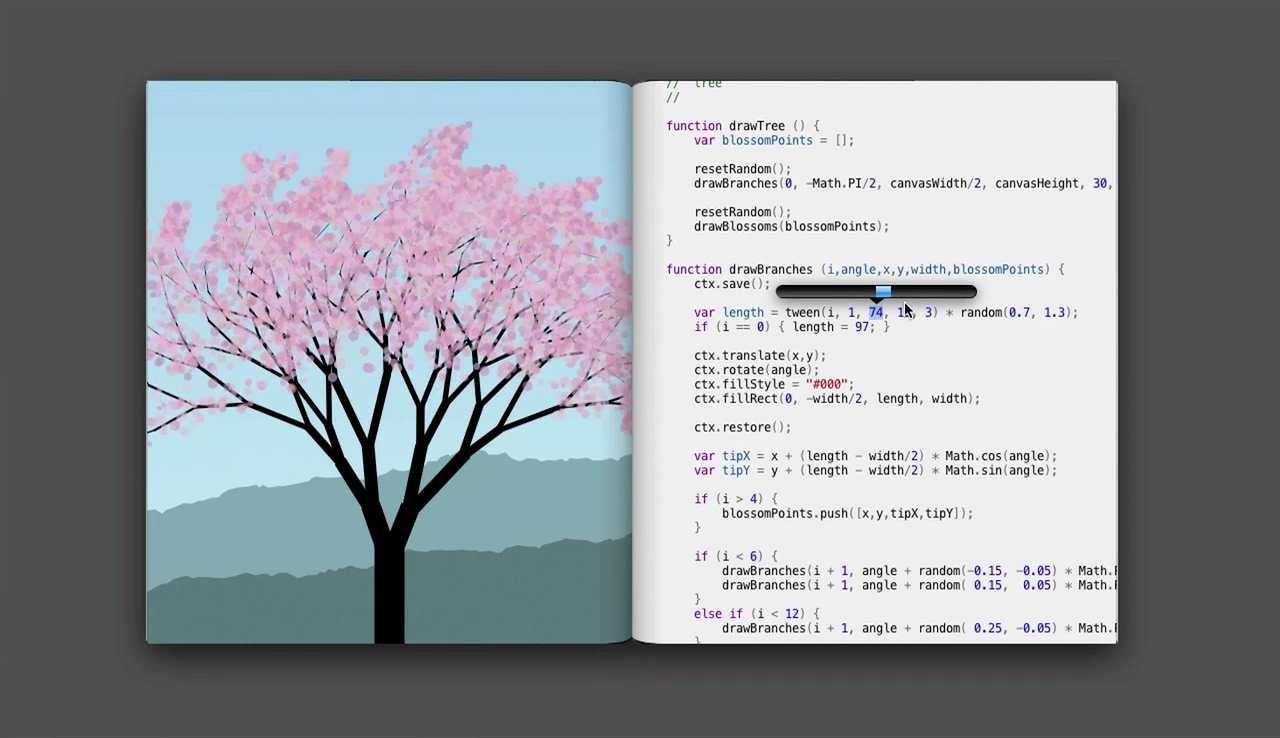 // tree
//
function drawTree () {
var blossomPoints = [];
resetRandom();
drawBranches(0, −Math.PI/2, canvasWidth/2, canvasHeight, 30,
resetRandom();
drawBlossoms(blossomPoints);
}
function drawBranches (i,angle,x,y,width,blossomPoints) {
ctx.save();
var length = tween(i, 1, 74, 3) * random(0.7, 1.3);
if (i == 0) { length = 97; }
ctx.translate(x,y);
ctx.rotate(angle);
ctx.fillStyle = "#000";
ctx.fillRect(0, −width/2, length, width);
ctx.restore();
var tipX = x + (length − width/2) * Math.cos(angle);
var tipY = y + (length − width/2) * Math.sin(angle);
if (i > 4) {
blossomPoints.push([x,y,tipX,tipY]);
}
if (i < 6) {
drawBranches(i + 1, angle + random(−0.15, −0.05) * Math.
drawBranches(i + 1, angle + random( 0.15, 0.05) * Math.
}
else if (i < 12) {
drawBranches(i + 1, angle + random( 0.25, −0.05) * Math.
}